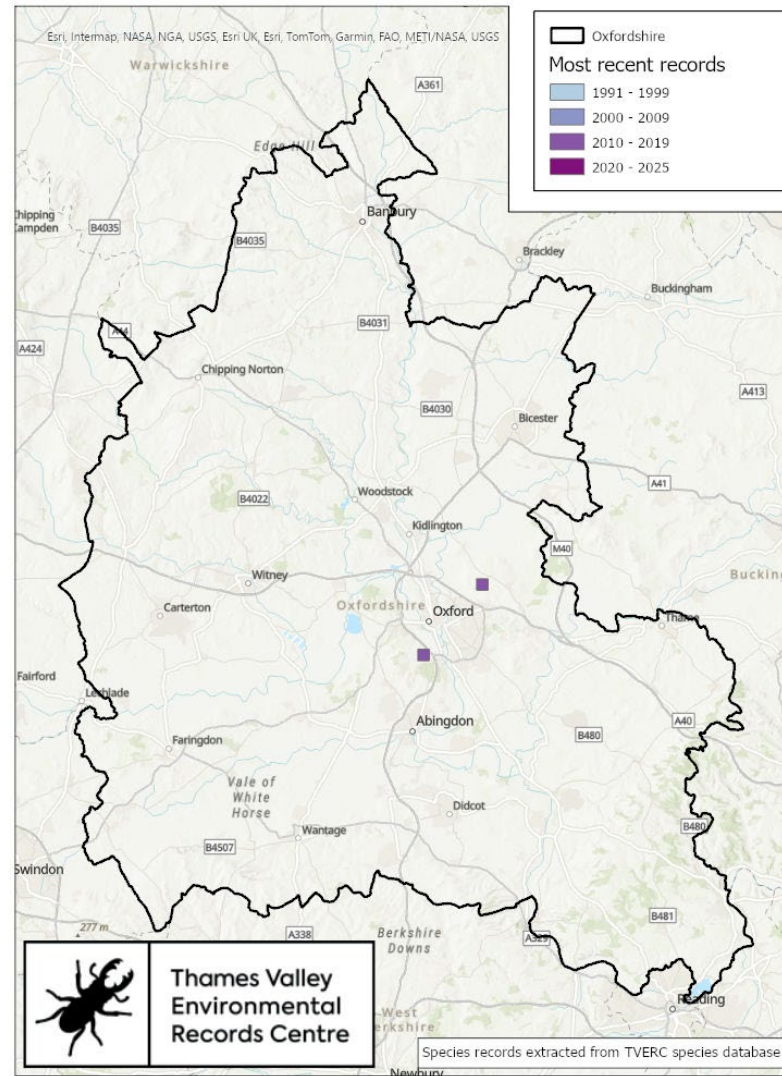 Esri, Intermap, NASA, NGA, USGS, Esri UK, Esri, TomTom, Garmin, FAO, METI/NASA, USGS
Oxfordshire
Most recent records
1991 - 1999
2000 - 2009
2010 - 2019
2020 - 2025
Warwickshire
A361
Edge Hill
Banbury
Chipping
Campden
B4035
B4035
Brackley
Buckingham
A44
B4031
A424
Chipping Norton
A413
B4030
Bicester
B4022
Woodstock
A41
Kidlington
M40
Witney
Oxfordshire
Carterton
Oxford
Thame
Fairford
Lechlade
A40
Abingdon
B480
Faringdon
Vale of
White
Horse
Didcot
B480
Wantage
B4507
Swindon
B481
277 m
A338
Berkshire
Downs
A329
Reading
West
Newbury
Thames Valley
Environmental
Records Centre
Species records extracted from TVERC species database